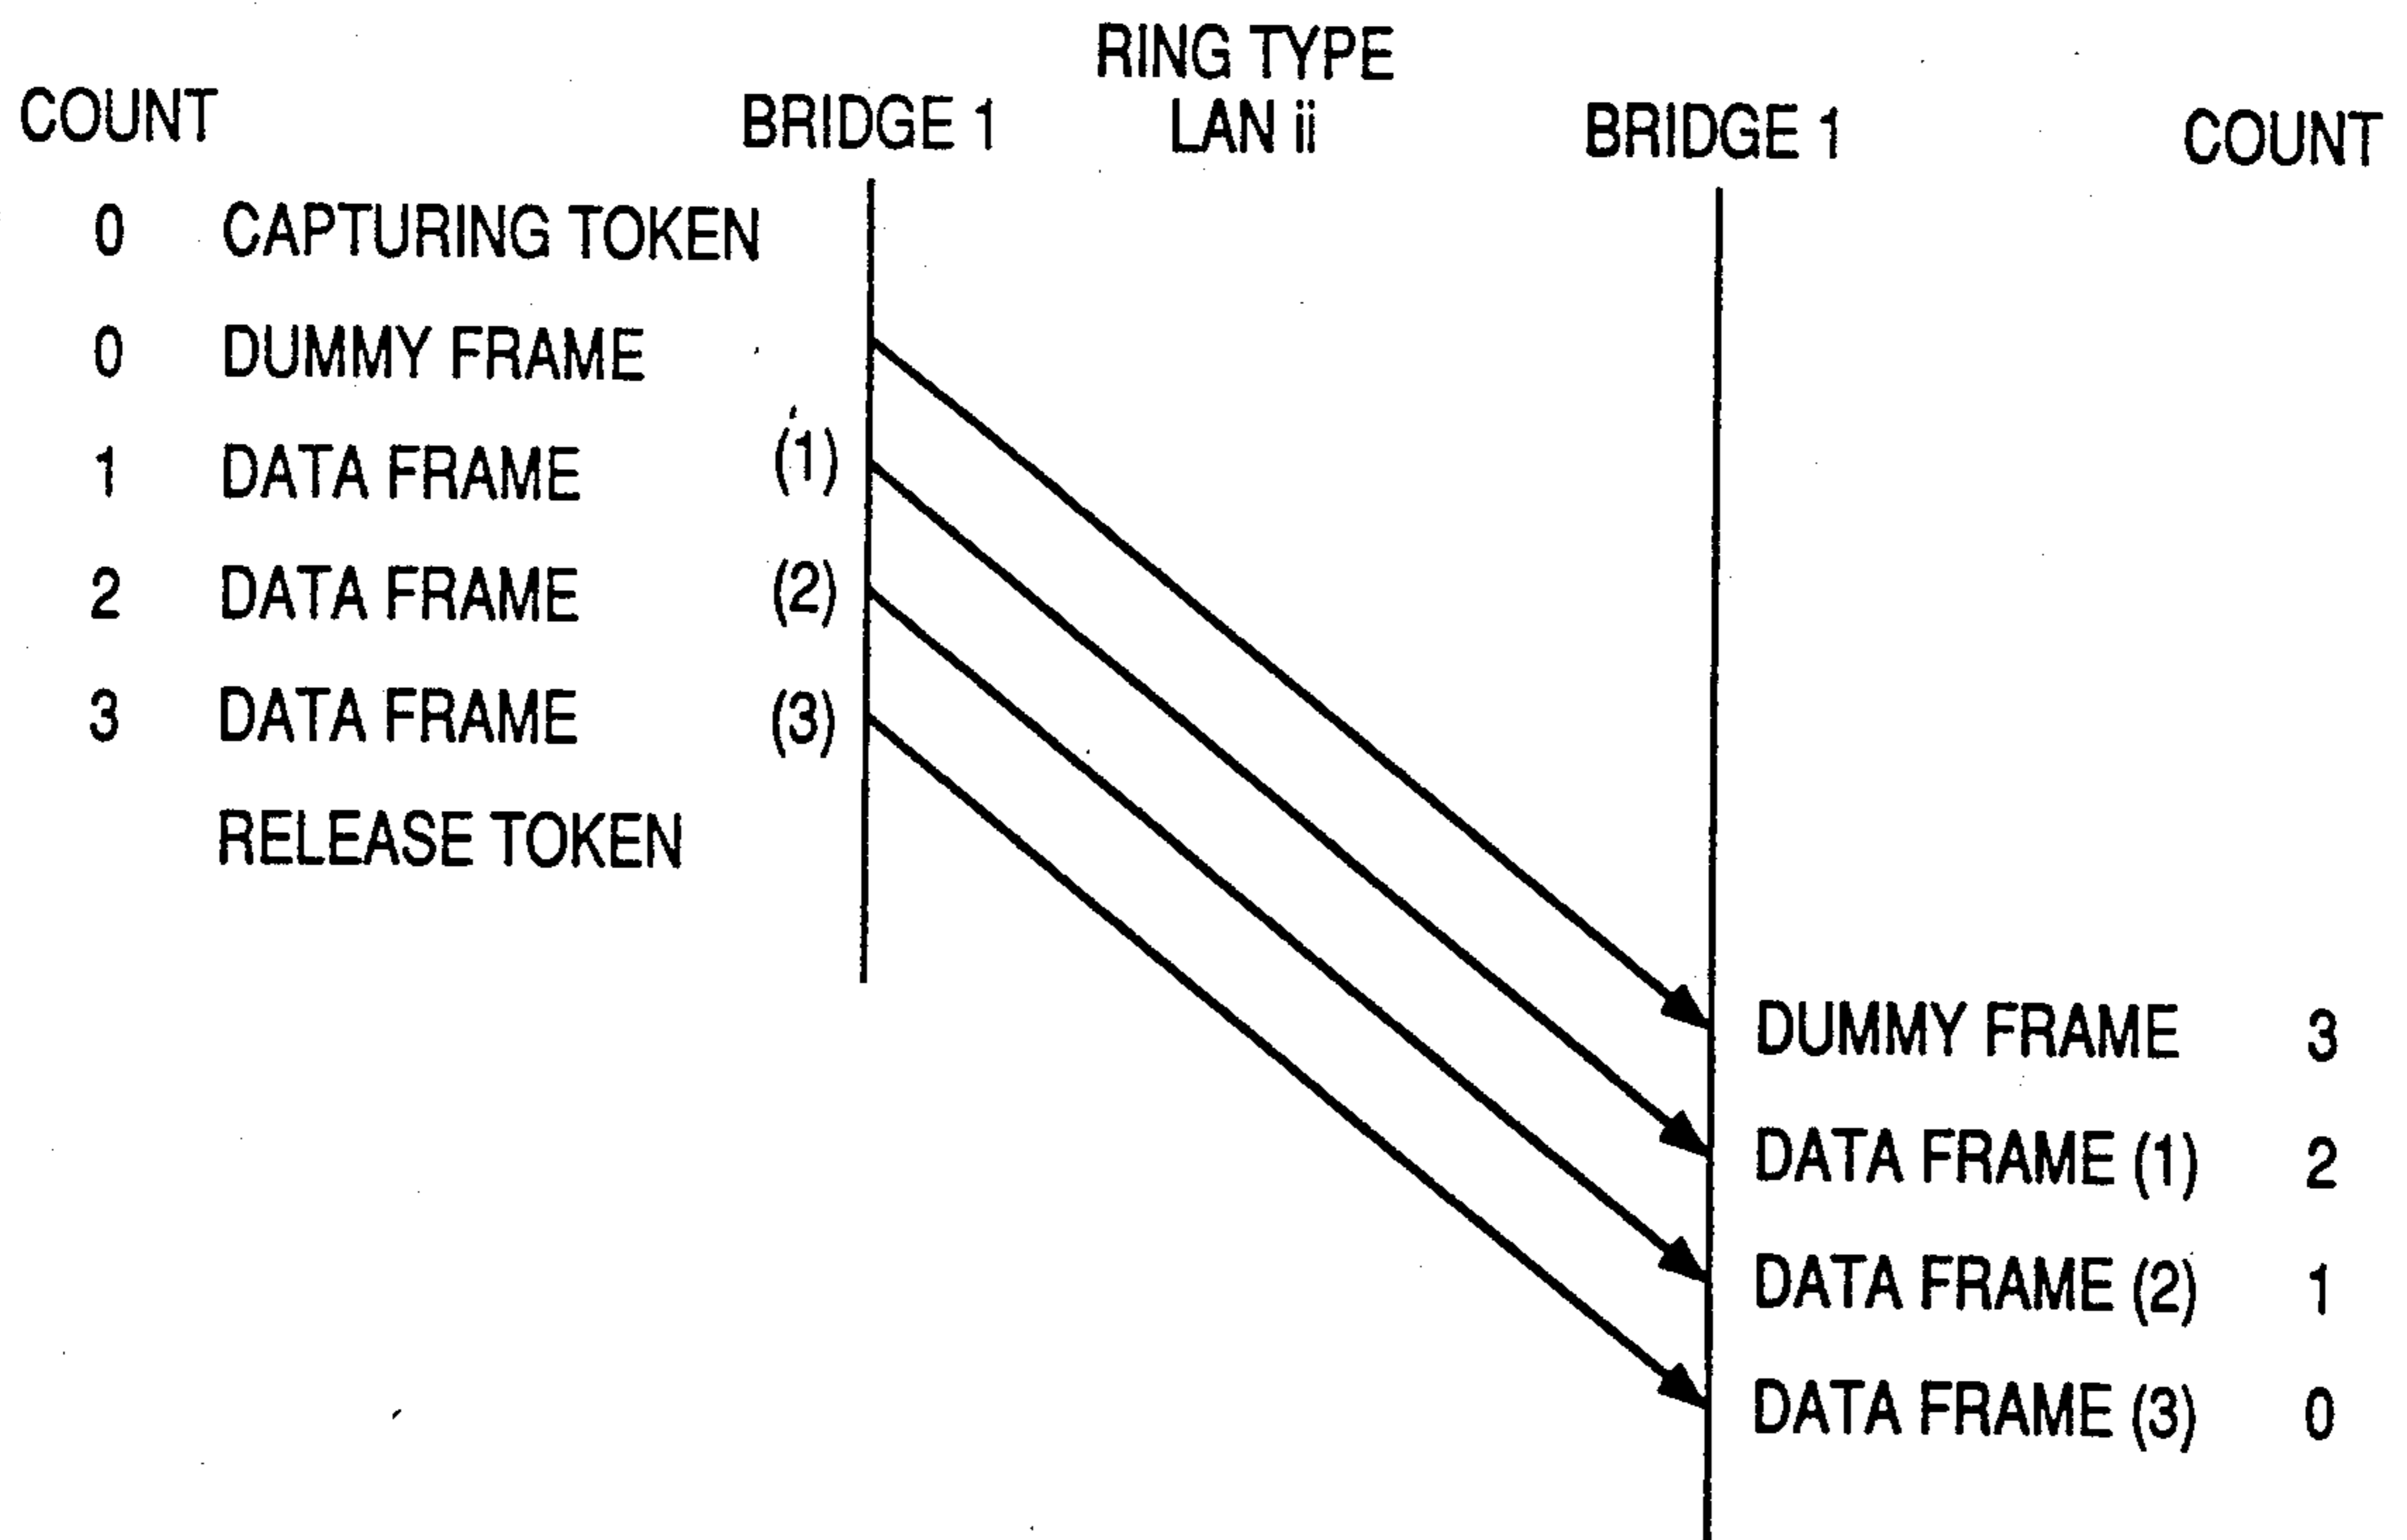 RING TYPE
COUNT BRIDGE 1 LAN ii BRIDGE 1 COUNT
0 CAPTURING TOKEN
0 DUMMY FRAME
1 DATA FRAME (1)
2 DATA FRAME (2)
3 DATA FRAME (3)
RELEASE TOKEN
DUMMY FRAME 3
DATA FRAME (1) 2
DATA FRAME (2) 1
DATA FRAME (3) 0